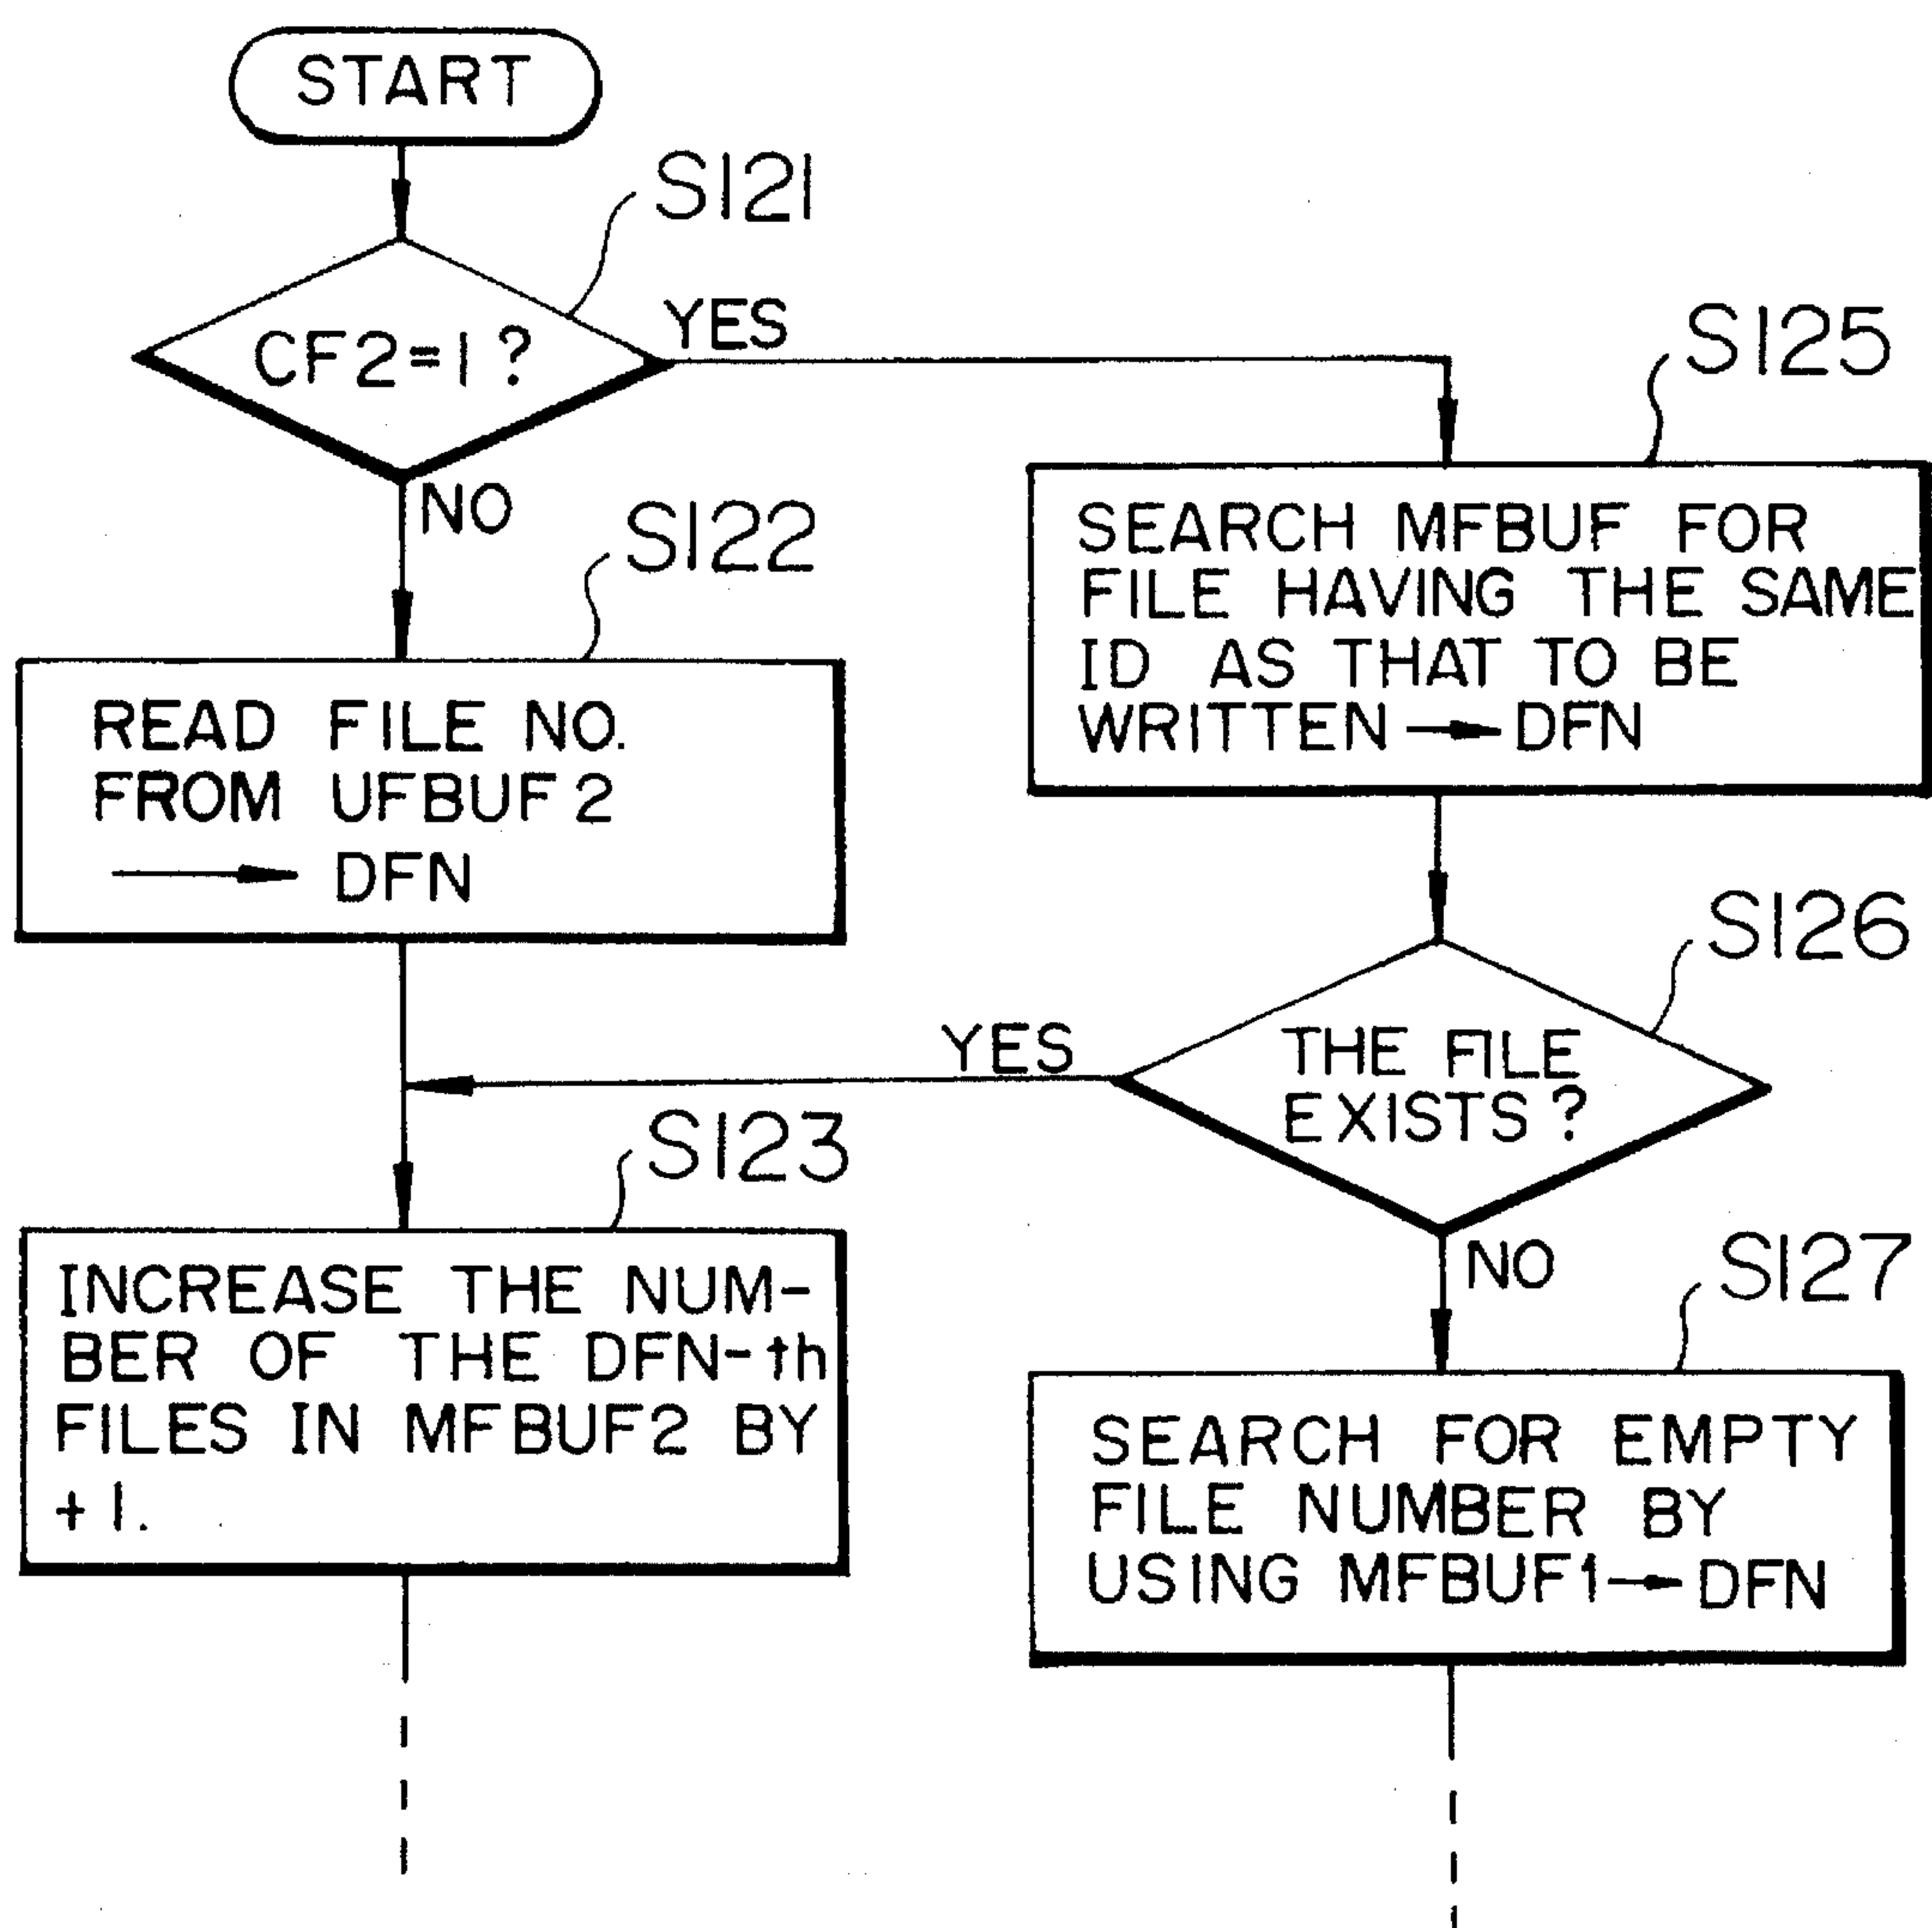 START
S121
CF2=1?
YES
NO
S122
READ FILE NO.
FROM UFBUF2
→ DFN
S125
SEARCH MFBUF FOR
FILE HAVING THE SAME
ID AS THAT TO BE
WRITTEN → DFN
S126
THE FILE
EXISTS?
YES
NO
S123
INCREASE THE NUM-
BER OF THE DFN-th
FILES IN MFBUF2 BY
+1.
S127
SEARCH FOR EMPTY
FILE NUMBER BY
USING MFBUF1→DFN